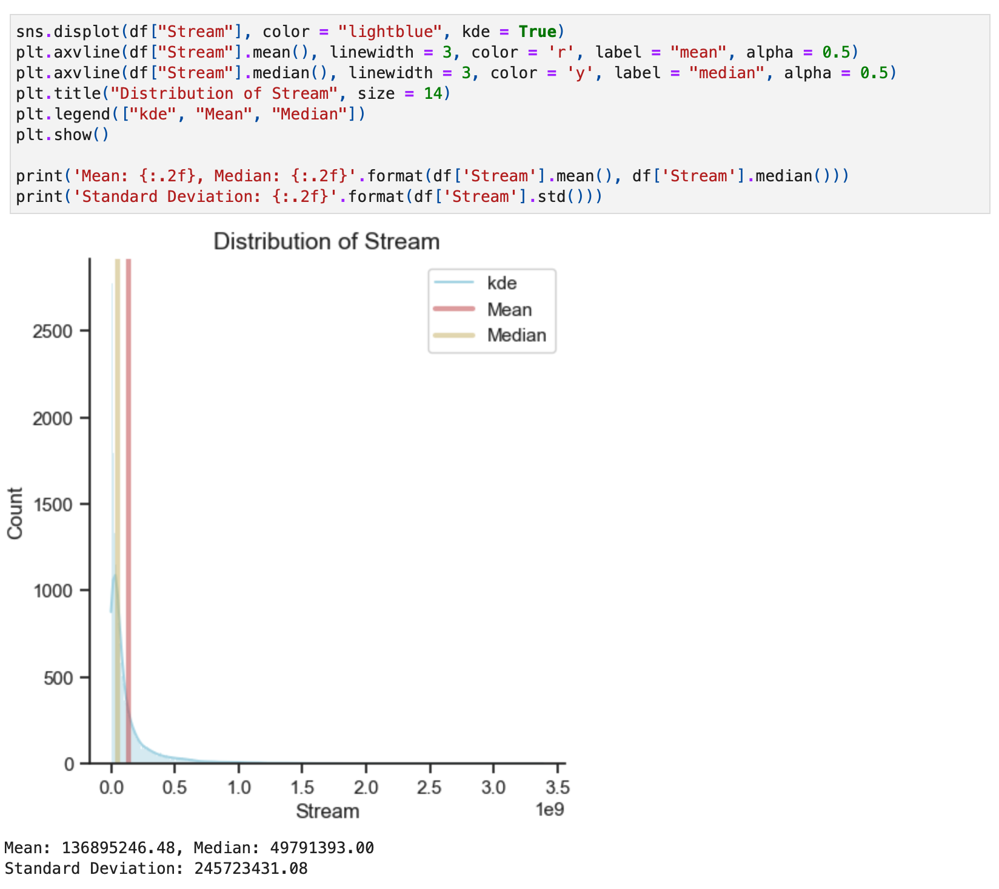 sns.displot(df["Stream"], color = "lightblue", kde = True)
plt.axvline(df["Stream"].mean(), linewidth = 3, color = 'r', label = "mean", alpha = 0.5)
plt.axvline(df["Stream"].median(), linewidth = 3, color = 'y', label = "median", alpha = 0.5)
plt.title("Distribution of Stream", size = 14)
plt.legend(["kde", "Mean", "Median"])
plt.show()
print('Mean: {:.2f}, Median: {:.2f}'.format(df['Stream'].mean(), df['Stream'].median()))
print('Standard Deviation: {:.2f}'.format(df['Stream'].std()))
Distribution of Stream
kde
Mean
Median
2500
2000
1500
1000
500
0
Count
0.0 0.5 1.0 1.5 2.0 2.5 3.0 3.5
1e9
Stream
Mean: 136895246.48, Median: 49791393.00
Standard Deviation: 245723431.08